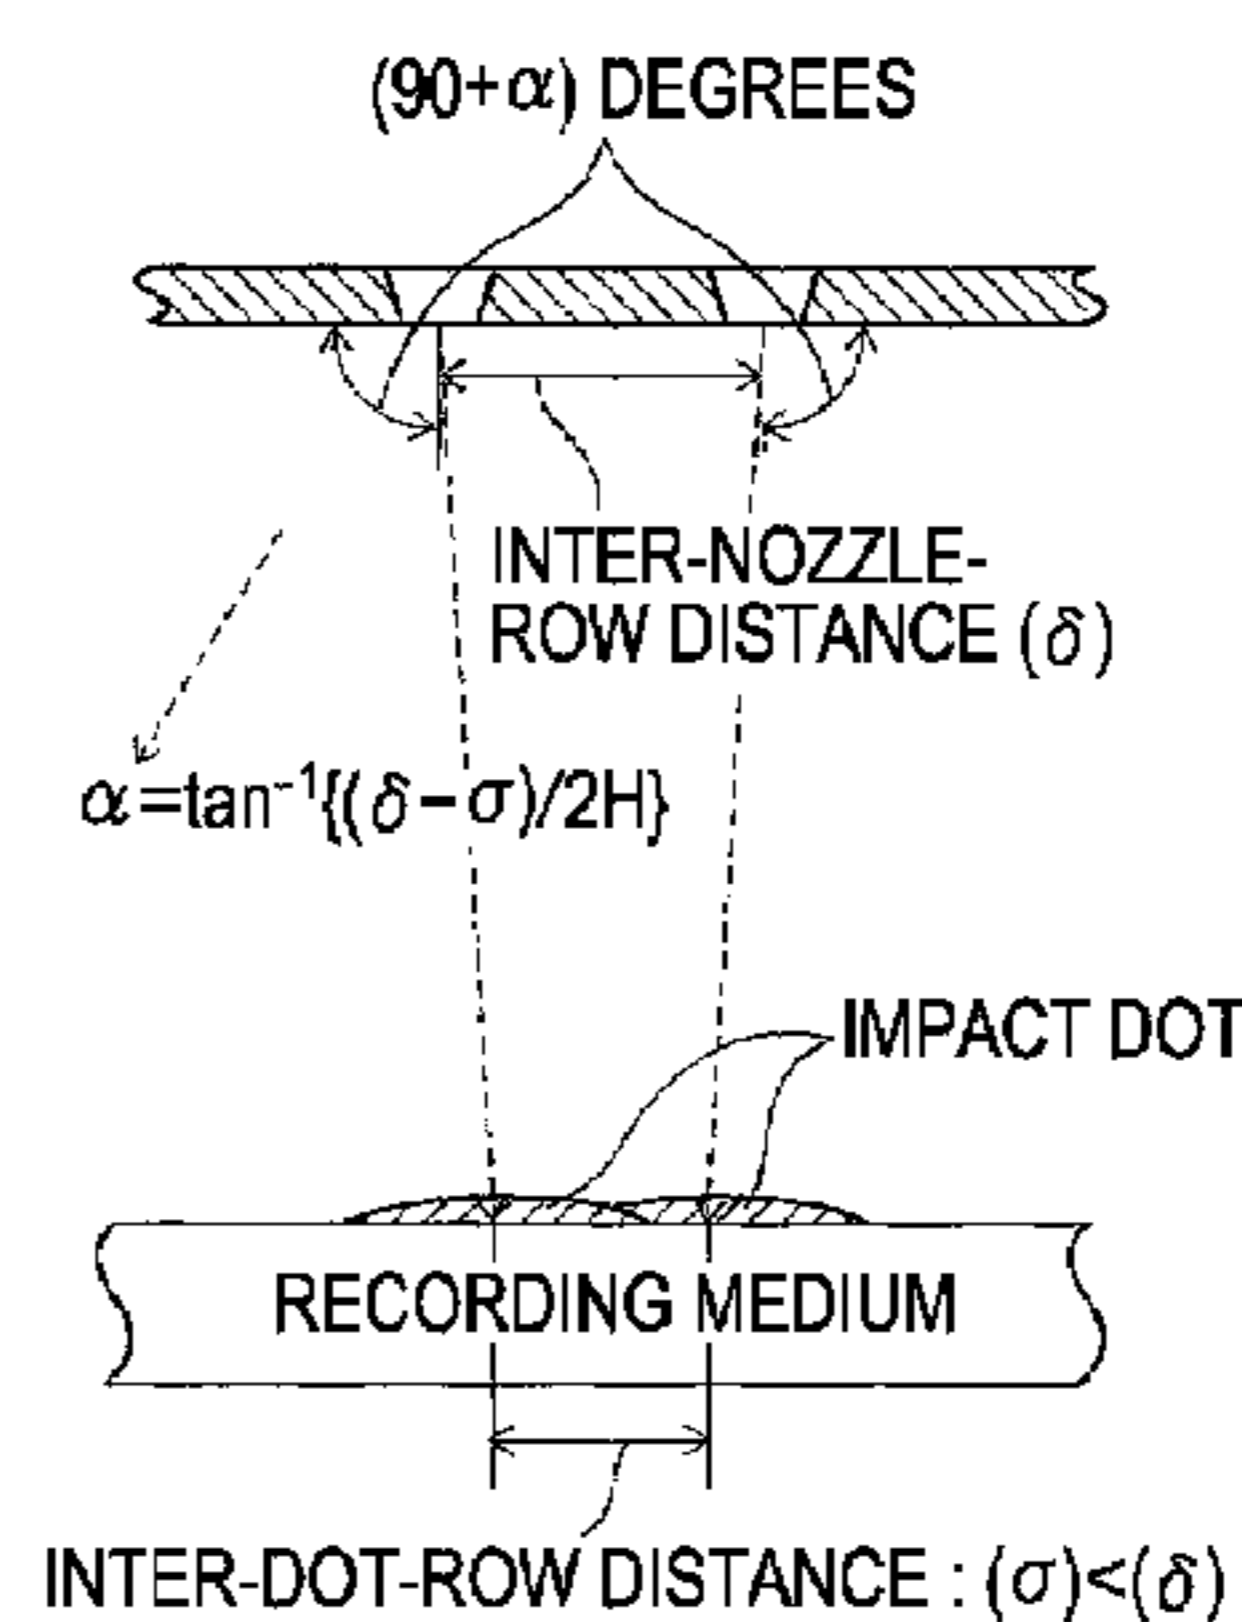 (90+α) DEGREES
INTER-NOZZLE-
ROW DISTANCE (δ)
α=tan⁻¹{(δ-σ)/2H}
IMPACT DOT
RECORDING MEDIUM
INTER-DOT-ROW DISTANCE : (σ)<(δ)